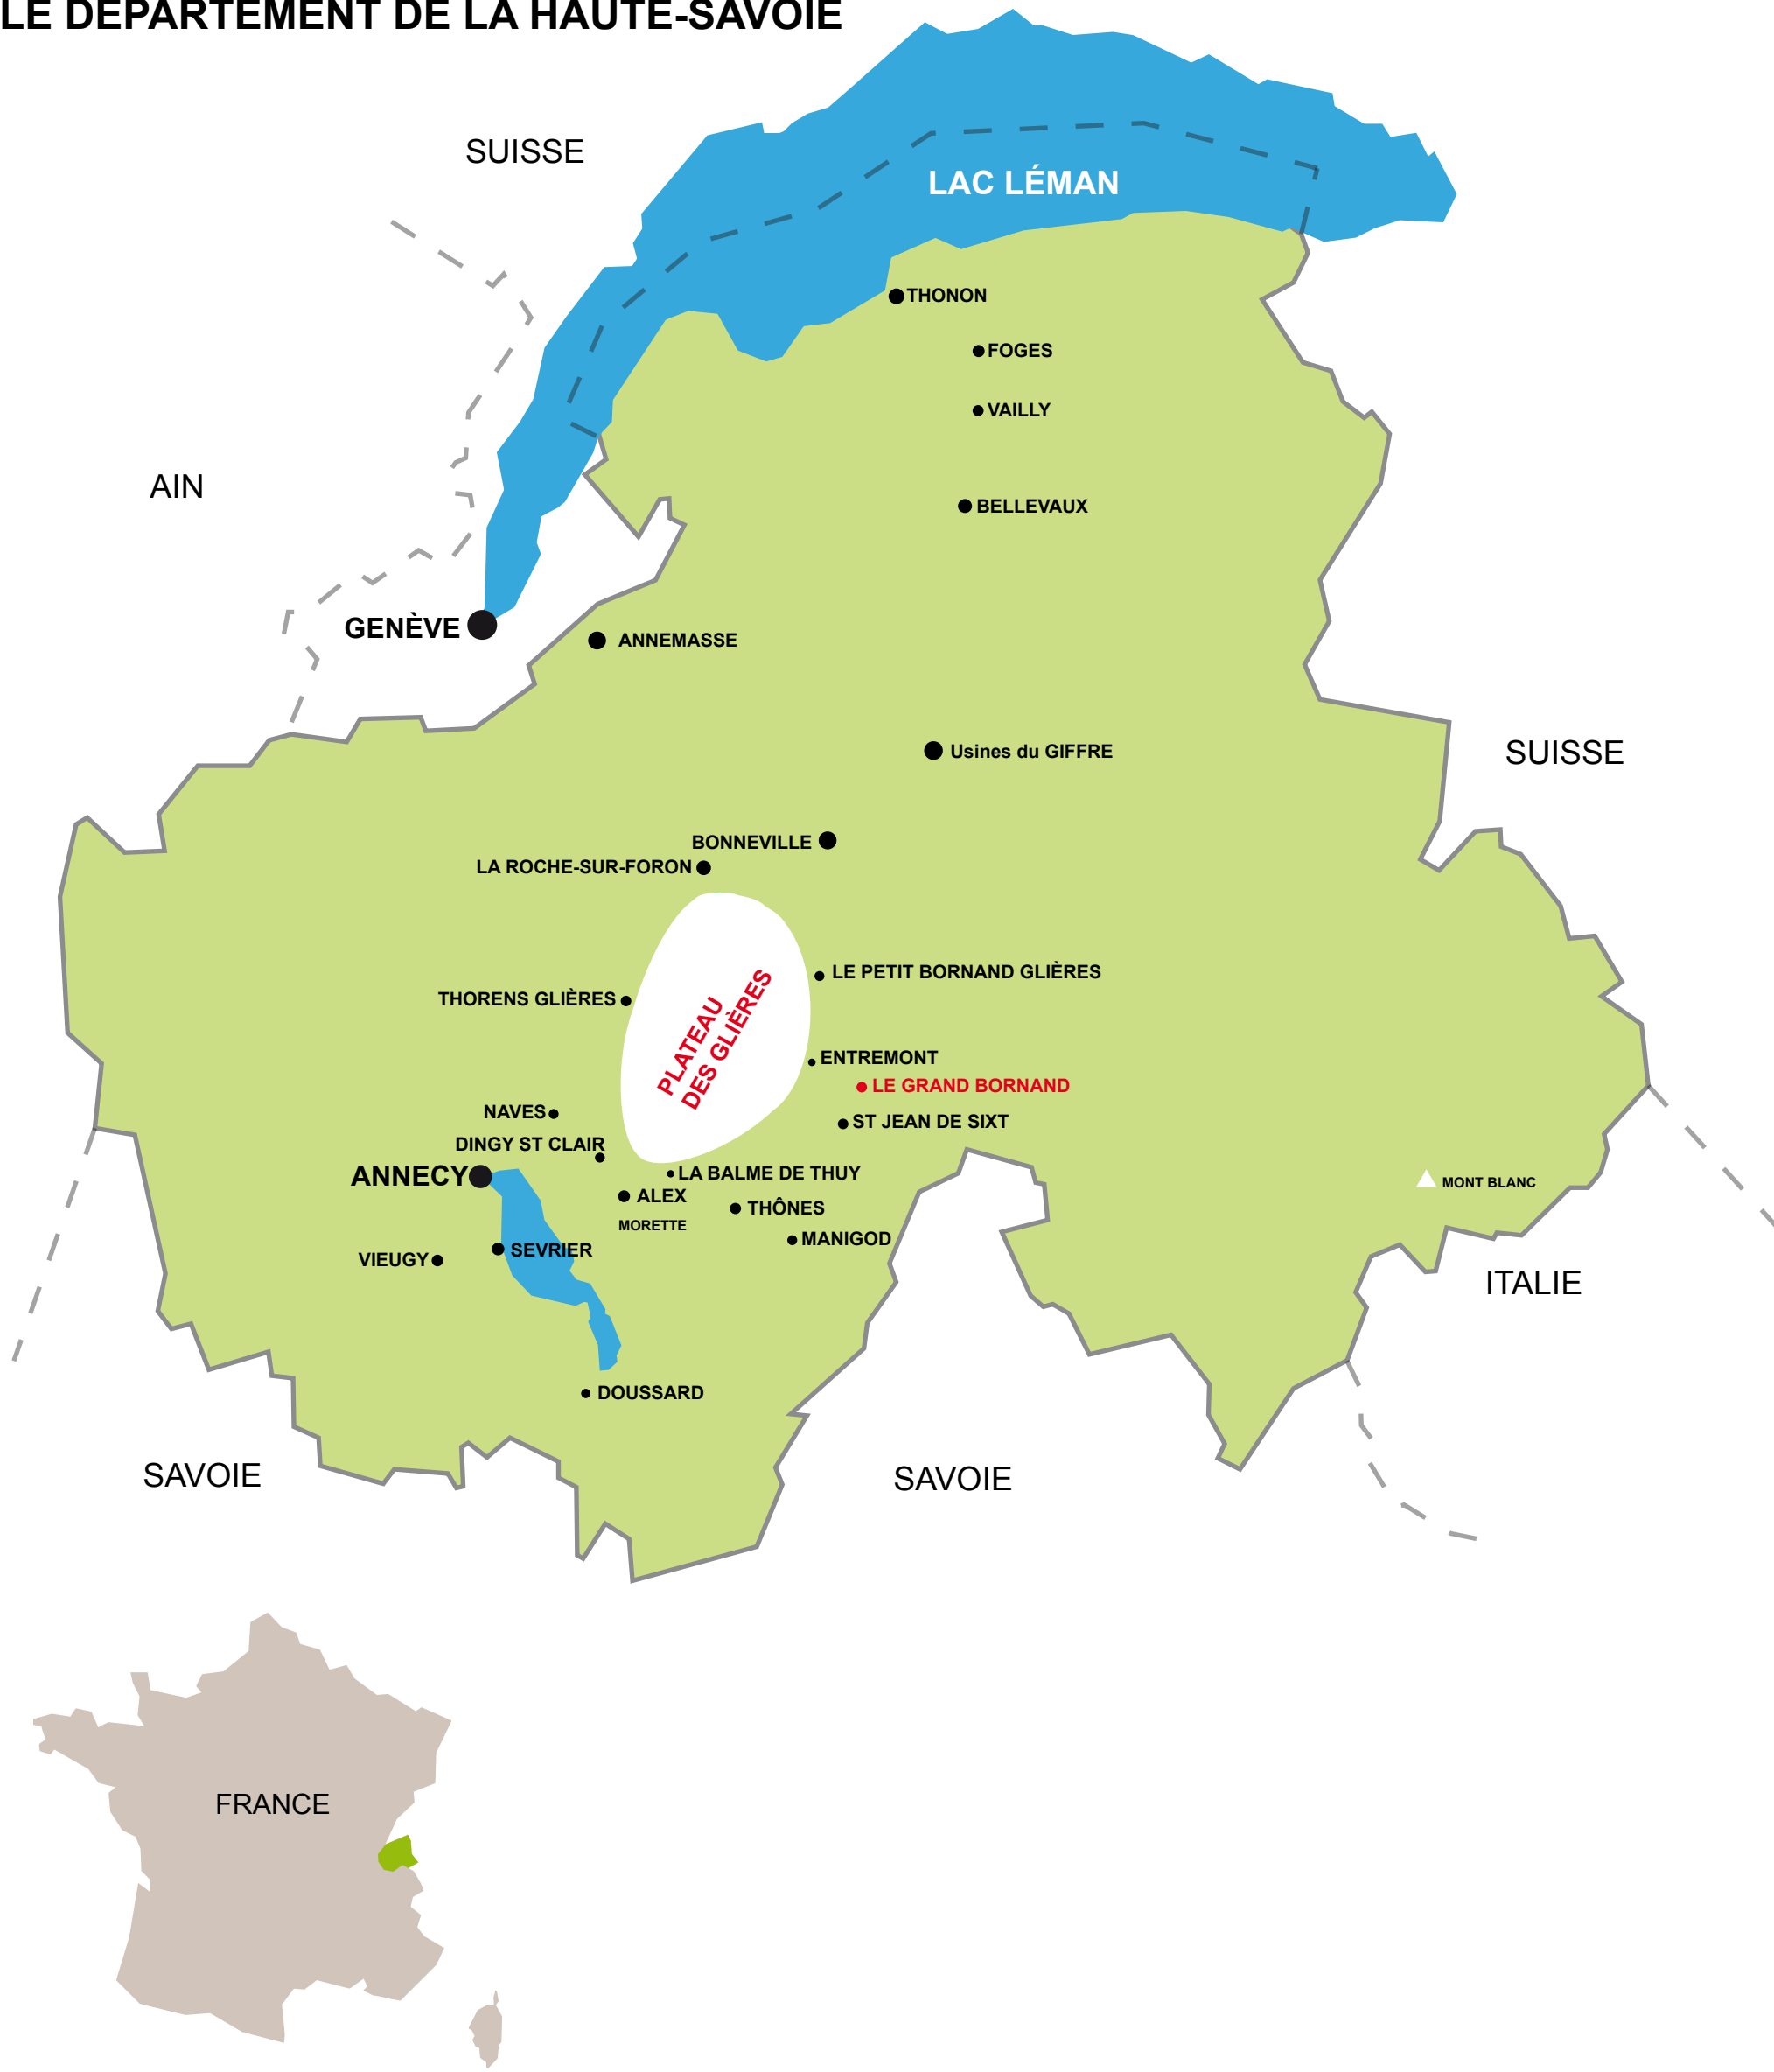 LE DEPARTEMENT DE LA HAUTE-SAVOIE
SUISSE
LAC LÉMAN
THONON
FOGES
VAILLY
AIN
BELLEVAUX
GENÈVE
ANNEMASSE
Usines du GIFFRE
SUISSE
BONNEVILLE
LA ROCHE-SUR-FORON
LE PETIT BORNAND GLIÈRES
THORENS GLIÈRES
PLATEAU
DES GLIÈRES
ENTREMONT
LE GRAND BORNAND
NAVES
ST JEAN DE SIXT
DINGY ST CLAIR
ANNECY
LA BALME DE THUY
MONT BLANC
ALEX
THÔNES
MORETTE
MANIGOD
SEVRIER
VIEUGY
ITALIE
DOUSSARD
SAVOIE
SAVOIE
FRANCE